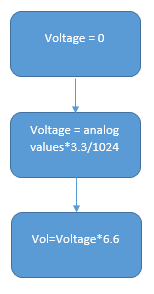 Voltage = 0
Voltage = analog
values*3.3/1024
Vol=Voltage*6.6